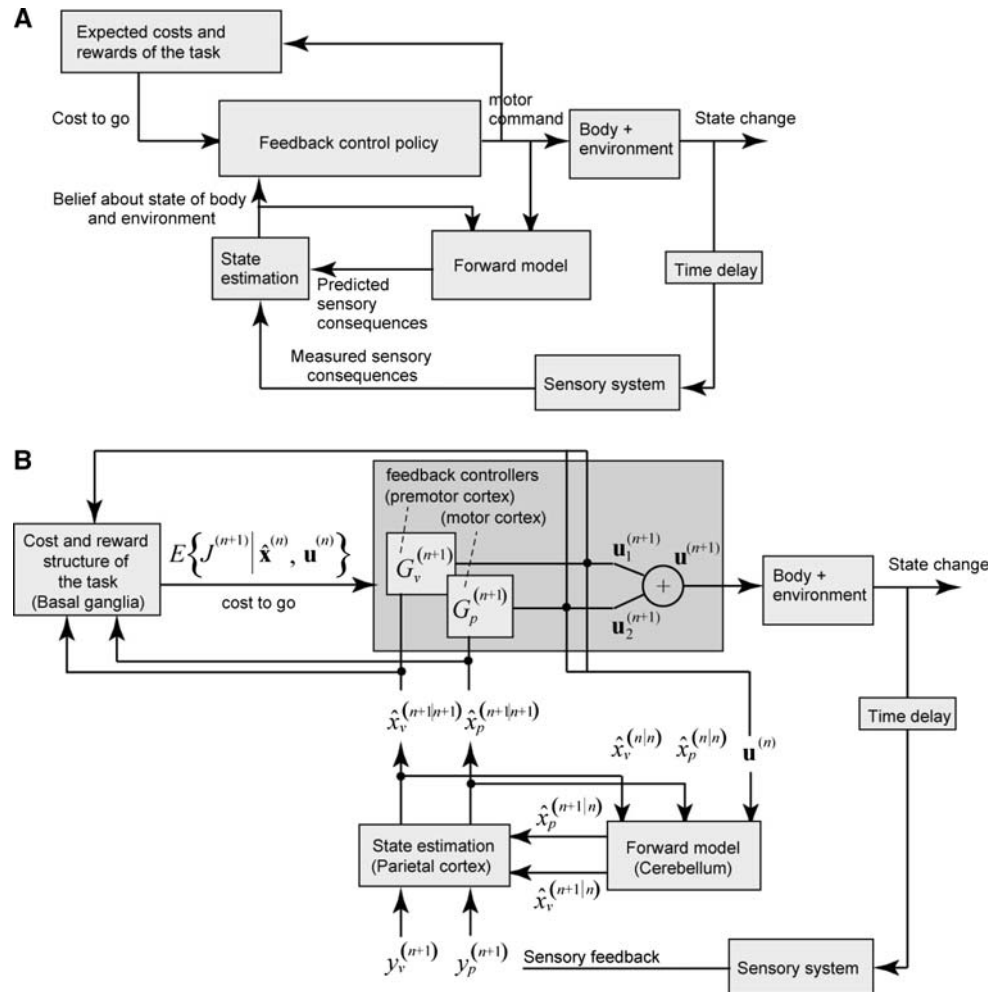 A
Expected costs and
rewards of the task
Cost to go
motor
command
Feedback control policy
Body +
environment
State change
Belief about state of body
and environment
State
estimation
Forward model
Time delay
Predicted
sensory
consequences
Measured sensory
consequences
Sensory system
B
feedback controllers
(premotor cortex)
(motor cortex)
Cost and reward
structure of
the task
(Basal ganglia)
E{J^(n+1)| x̂^(n), u^(n)}
cost to go
G_v^(n+1)
G_p^(n+1)
u_1^(n+1)
u^(n+1)
+
u_2^(n+1)
Body +
environment
State change
Time delay
x̂_v^(n+1|n+1) x̂_p^(n+1|n+1)
x̂_v^(n|n) x̂_p^(n|n) u^(n)
x̂_p^(n+1|n)
State estimation
(Parietal cortex)
Forward model
(Cerebellum)
x̂_v^(n+1|n)
y_v^(n+1) y_p^(n+1)
Sensory feedback
Sensory system